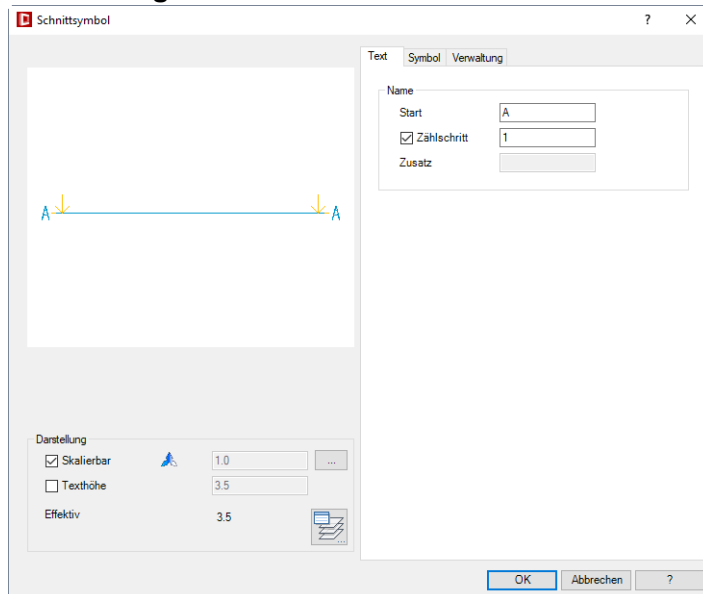 Schnittsymbol ? X
Text Symbol Verwaltung
Name
Start A
Zählschritt 1
Zusatz
A A
Darstellung
Skalierbar 1.0 ...
Texthöhe 3.5
Effektiv 3.5
...
OK Abbrechen ?